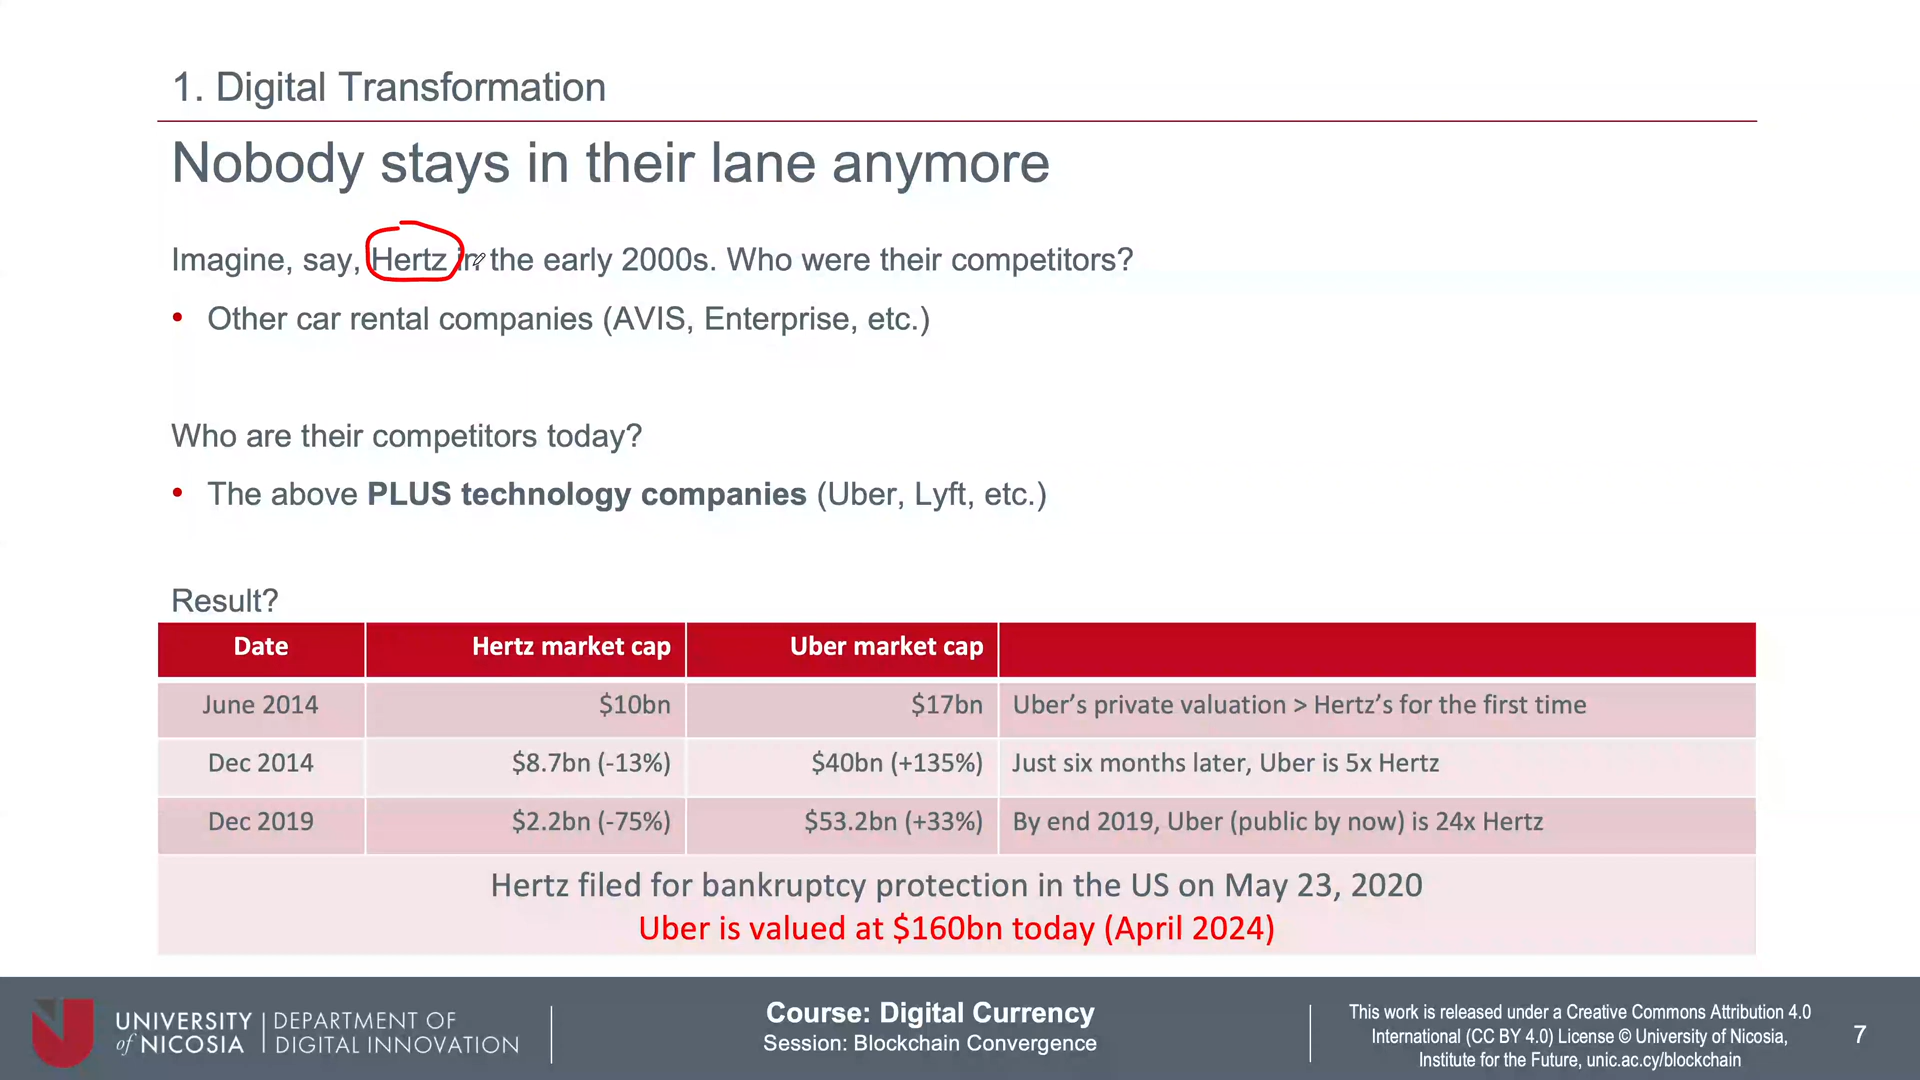 1. Digital Transformation
Nobody stays in their lane anymore
Imagine, say, Hertz in the early 2000s. Who were their competitors?
• Other car rental companies (AVIS, Enterprise, etc.)
Who are their competitors today?
• The above PLUS technology companies (Uber, Lyft, etc.)
Result?
Date Hertz market cap Uber market cap
June 2014 $10bn $17bn Uber’s private valuation > Hertz’s for the first time
Dec 2014 $8.7bn (-13%) $40bn (+135%) Just six months later, Uber is 5x Hertz
Dec 2019 $2.2bn (-75%) $53.2bn (+33%) By end 2019, Uber (public by now) is 24x Hertz
Hertz filed for bankruptcy protection in the US on May 23, 2020
Uber is valued at $160bn today (April 2024)
UNIVERSITY of NICOSIA
DEPARTMENT OF DIGITAL INNOVATION
Course: Digital Currency
Session: Blockchain Convergence
This work is released under a Creative Commons Attribution 4.0
International (CC BY 4.0) License © University of Nicosia,
Institute for the Future, unic.ac.cy/blockchain
7